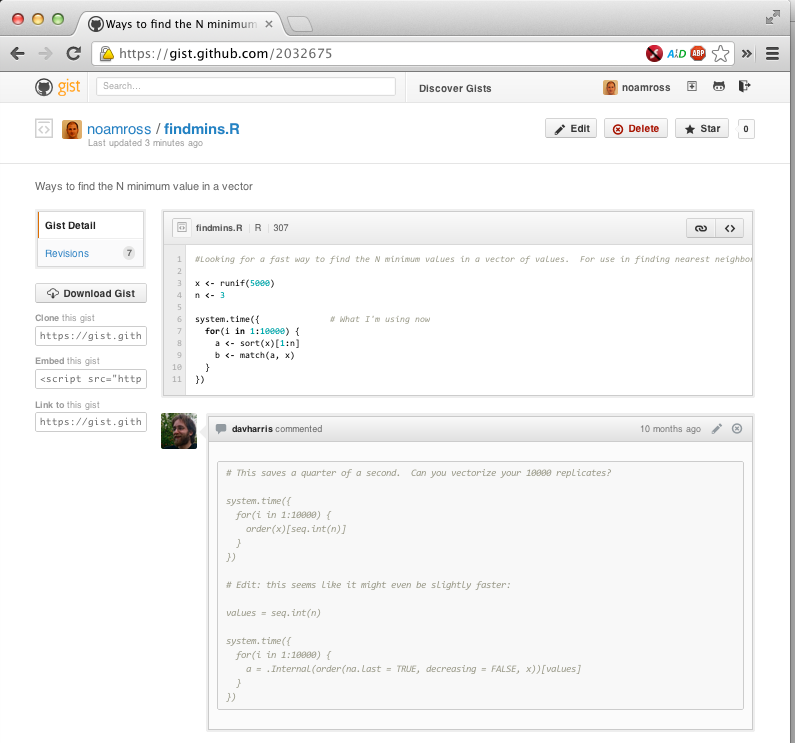 Ways to find the N minimum
https://gist.github.com/2032675
A!D
ABP
gist
Search...
Discover Gists
noamross
noamross / findmins.R
Last updated 3 minutes ago
Edit
Delete
Star
0
Ways to find the N minimum value in a vector
Gist Detail
Revisions
7
Download Gist
Clone this gist
https://gist.gith
Embed this gist
<script src="http
Link to this gist
https://gist.gith
findmins.R
R
307
1 #Looking for a fast way to find the N minimum values in a vector of values.  For use in finding nearest neighbo
2
3 x <- runif(5000)
4 n <- 3
5
6 system.time({              # What I'm using now
7   for(i in 1:10000) {
8     a <- sort(x)[1:n]
9     b <- match(a, x)
10   }
11 })
davharris commented
10 months ago
# This saves a quarter of a second.  Can you vectorize your 10000 replicates?
system.time({
  for(i in 1:10000) {
    order(x)[seq.int(n)]
  }
})
# Edit: this seems like it might even be slightly faster:
values = seq.int(n)
system.time({
  for(i in 1:10000) {
    a = .Internal(order(na.last = TRUE, decreasing = FALSE, x))[values]
  }
})